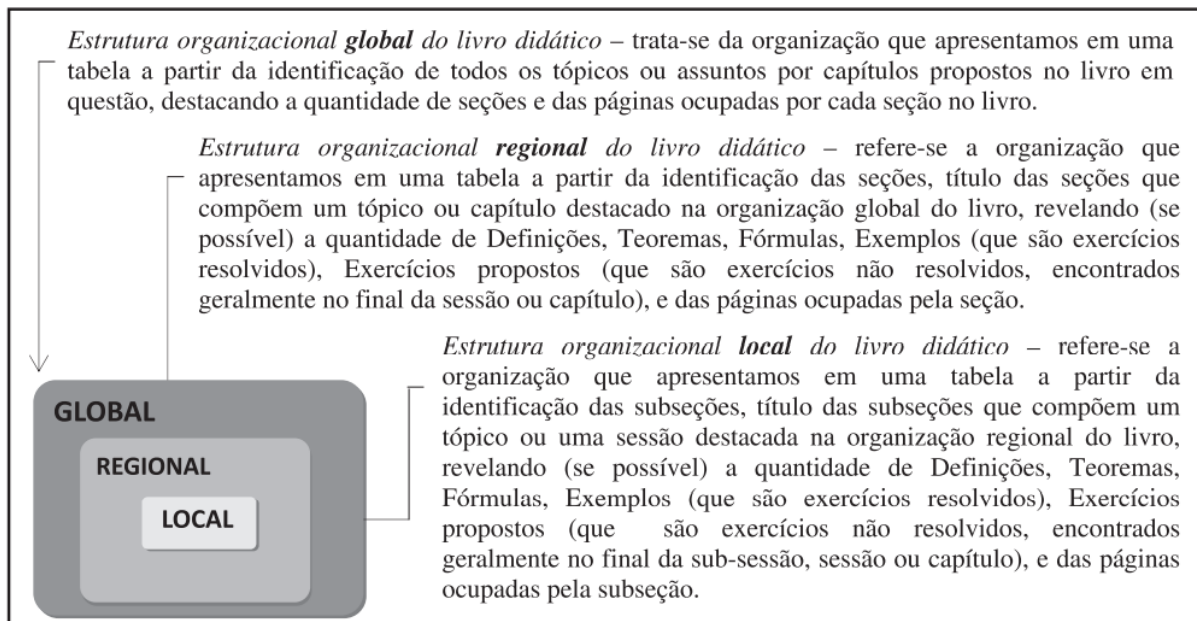 Estrutura organizacional global do livro didático – trata-se da organização que apresentamos em uma
tabela a partir da identificação de todos os tópicos ou assuntos por capítulos propostos no livro em
questão, destacando a quantidade de seções e das páginas ocupadas por cada seção no livro.
Estrutura organizacional regional do livro didático – refere-se a organização que
apresentamos em uma tabela a partir da identificação das seções, título das seções que
compõem um tópico ou capítulo destacado na organização global do livro, revelando (se
possível) a quantidade de Definições, Teoremas, Fórmulas, Exemplos (que são exercícios
resolvidos), Exercícios propostos (que são exercícios não resolvidos, encontrados
geralmente no final da sessão ou capítulo), e das páginas ocupadas pela seção.
Estrutura organizacional local do livro didático – refere-se a
organização que apresentamos em uma tabela a partir da
identificação das subseções, título das subseções que compõem um
tópico ou uma sessão destacada na organização regional do livro,
revelando (se possível) a quantidade de Definições, Teoremas,
Fórmulas, Exemplos (que são exercícios resolvidos), Exercícios
propostos (que são exercícios não resolvidos, encontrados
geralmente no final da sub-sessão, sessão ou capítulo), e das páginas
ocupadas pela subseção.
GLOBAL
REGIONAL
LOCAL